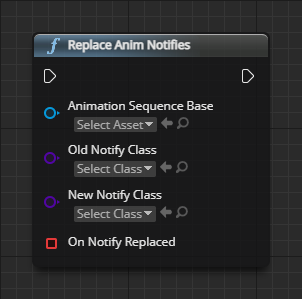 Replace Anim Notifies
Animation Sequence Base
Select Asset
Old Notify Class
Select Class
New Notify Class
Select Class
On Notify Replaced